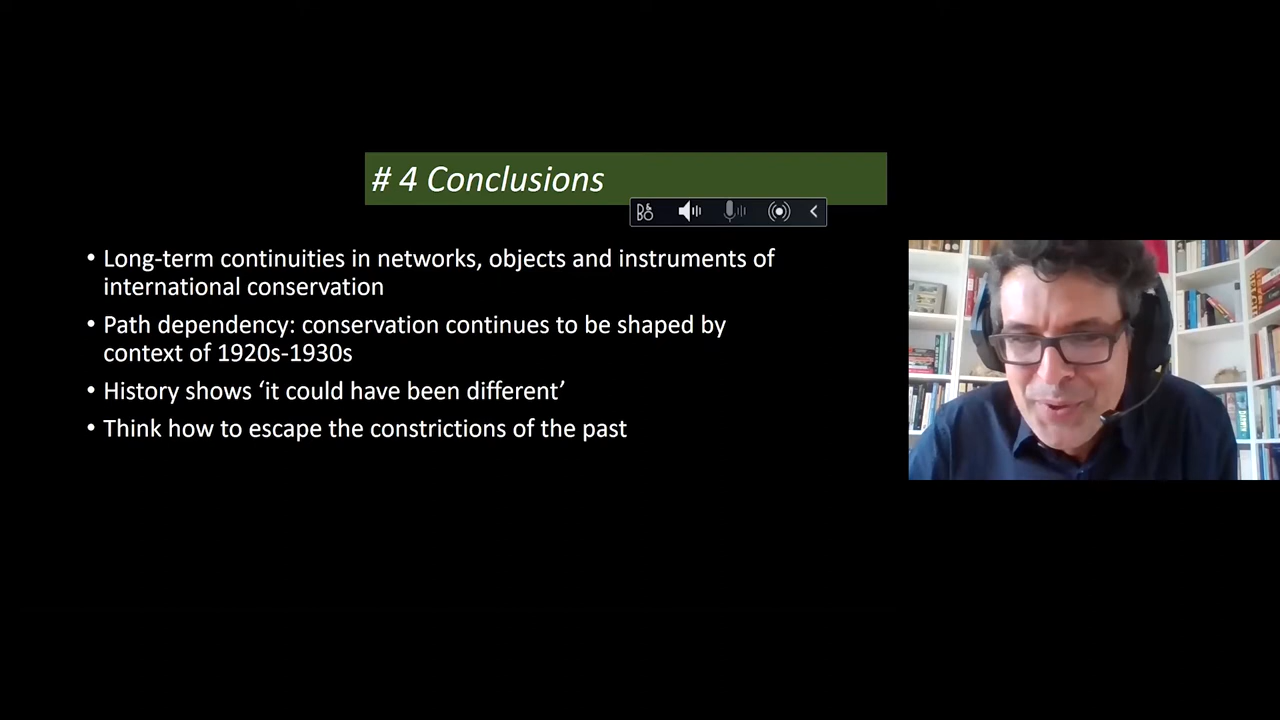 # 4 Conclusions
• Long-term continuities in networks, objects and instruments of
international conservation
• Path dependency: conservation continues to be shaped by
context of 1920s-1930s
• History shows ‘it could have been different’
• Think how to escape the constrictions of the past